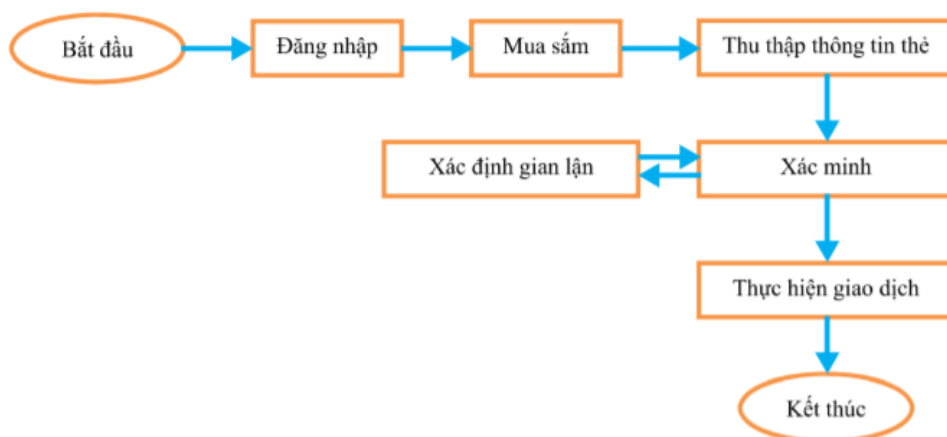 Bắt đầu
Đăng nhập
Mua sắm
Thu thập thông tin thẻ
Xác định gian lận
Xác minh
Thực hiện giao dịch
Kết thúc